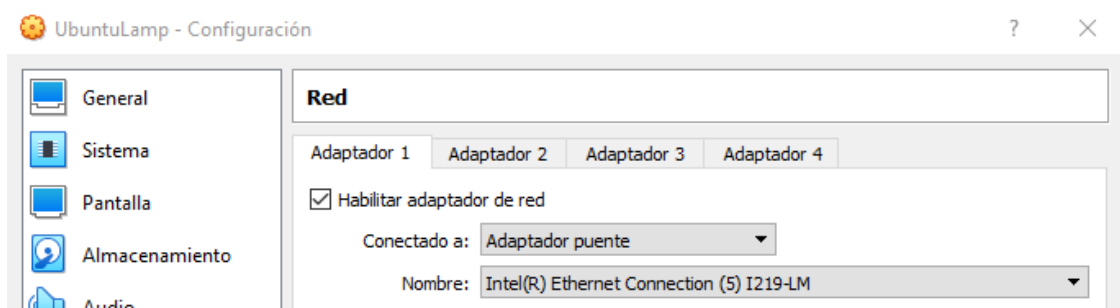 UbuntuLamp - Configuración ? ×
General
Sistema
Pantalla
Almacenamiento
Audio
Red
Adaptador 1 Adaptador 2 Adaptador 3 Adaptador 4
Habilitar adaptador de red
Conectado a: Adaptador puente
Nombre: Intel(R) Ethernet Connection (5) I219-LM